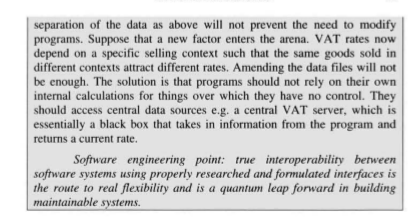 separation of the data as above will not prevent the need to modify
programs. Suppose that a new factor enters the arena. VAT rates now
depend on a specific selling context such that the same goods sold in
different contexts attract different rates. Amending the data files will not
be enough. The solution is that programs should not rely on their own
internal calculations for things over which they have no control. They
should access central data sources e.g. a central VAT server, which is
essentially a black box that takes in information from the program and
returns a current rate.
Software engineering point: true interoperability between
software systems using properly researched and formulated interfaces is
the route to real flexibility and is a quantum leap forward in building
maintainable systems.